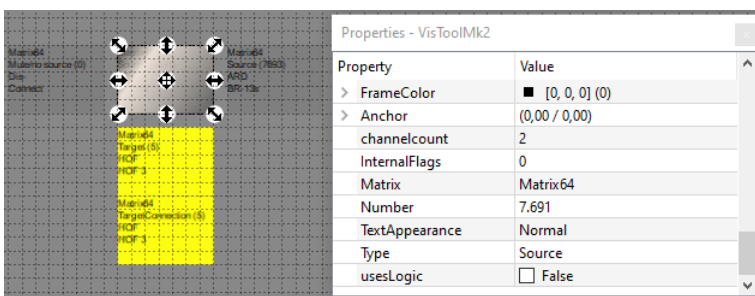 Properties - VisToolMk2
Property Value
FrameColor [0, 0, 0] (0)
Anchor (0,00 / 0,00)
channelcount 2
InternalFlags 0
Matrix Matrix64
Number 7.691
TextAppearance Normal
Type Source
usesLogic False
Matrix64
Mute/no source (0)
Dis-
Connect
Matrix64
Source (7693)
ARD
BR-13s
Matrix64
Target (5)
HOF
HOF 3
Matrix64
TargetConnection (5)
HOF
HOF 3